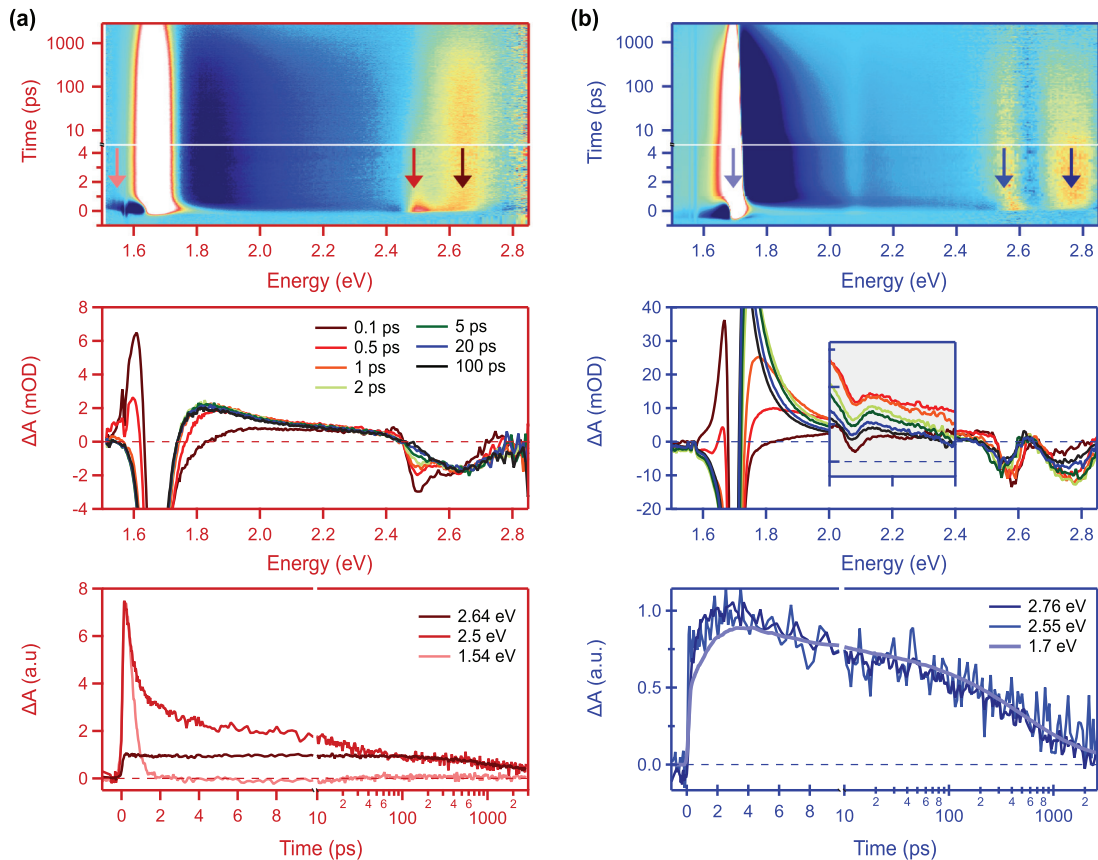 (a)
Time (ps)
1000
100
10
4
2
0
1.6 1.8 2.0 2.2 2.4 2.6 2.8
Energy (eV)
(b)
Time (ps)
1000
100
10
4
2
0
1.6 1.8 2.0 2.2 2.4 2.6 2.8
Energy (eV)
ΔA (mOD)
8
6
4
2
0
-2
-4
0.1 ps
0.5 ps
1 ps
2 ps
5 ps
20 ps
100 ps
1.6 1.8 2.0 2.2 2.4 2.6 2.8
Energy (eV)
ΔA (mOD)
40
30
20
10
0
-10
-20
1.6 1.8 2.0 2.2 2.4 2.6 2.8
Energy (eV)
ΔA (a.u)
8
6
4
2
0
2.64 eV
2.5 eV
1.54 eV
0 2 4 6 8 10 2 4 6 8 100 2 4 6 8 1000 2
Time (ps)
ΔA (a.u.)
1.0
0.5
0.0
2.76 eV
2.55 eV
1.7 eV
0 2 4 6 8 10 2 4 6 8 100 2 4 6 8 1000 2
Time (ps)